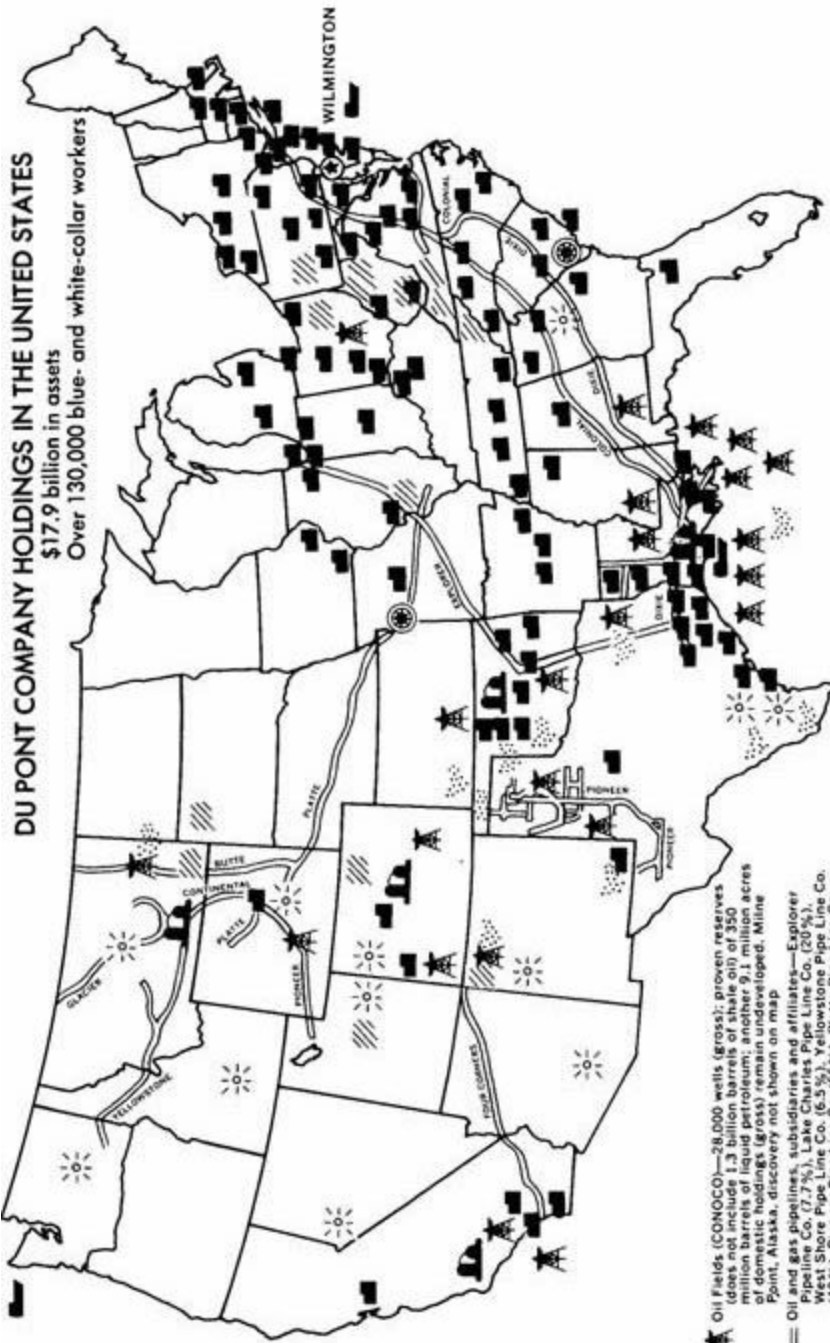 DU PONT COMPANY HOLDINGS IN THE UNITED STATES
$17.9 billion in assets
Over 130,000 blue- and white-collar workers
WILMINGTON
COLONIAL
DIXIE
DIXIE
COLONIAL
EXPLORER
DIXIE
PLATTE
BUTTE
CONTINENTAL
PLATTE
PIONEER
GLACIER
YELLOWSTONE
FOUR CORNERS
PIONEER
PIONEER
Oil Fields (CONOCO)—28,000 wells (gross); proven reserves
(does not include 1.3 billion barrels of shale oil) of 350
million barrels of liquid petroleum; another 9.1 million acres
of domestic holdings (gross) remain undeveloped. Milne
Point, Alaska, discovery not shown on map
Oil and gas pipelines, subsidiaries and affiliates—Explorer
Pipeline Co. (7.7%), Lake Charles Pipe Line Co. (20%),
West Shore Pipe Line Co. (6.5%), Yellowstone Pipe Line Co.